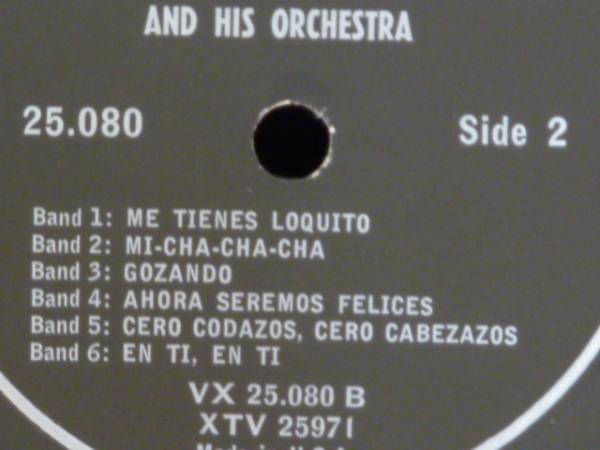 AND HIS ORCHESTRA
25.080 Side 2
Band 1: ME TIENES LOQUITO
Band 2: MI-CHA-CHA-CHA
Band 3: GOZANDO
Band 4: AHORA SEREMOS FELICES
Band 5: CERO CODAZOS, CERO CABEZAZOS
Band 6: EN TI, EN TI
VX 25.080 B
XTV 25971
Made in U.S.A.